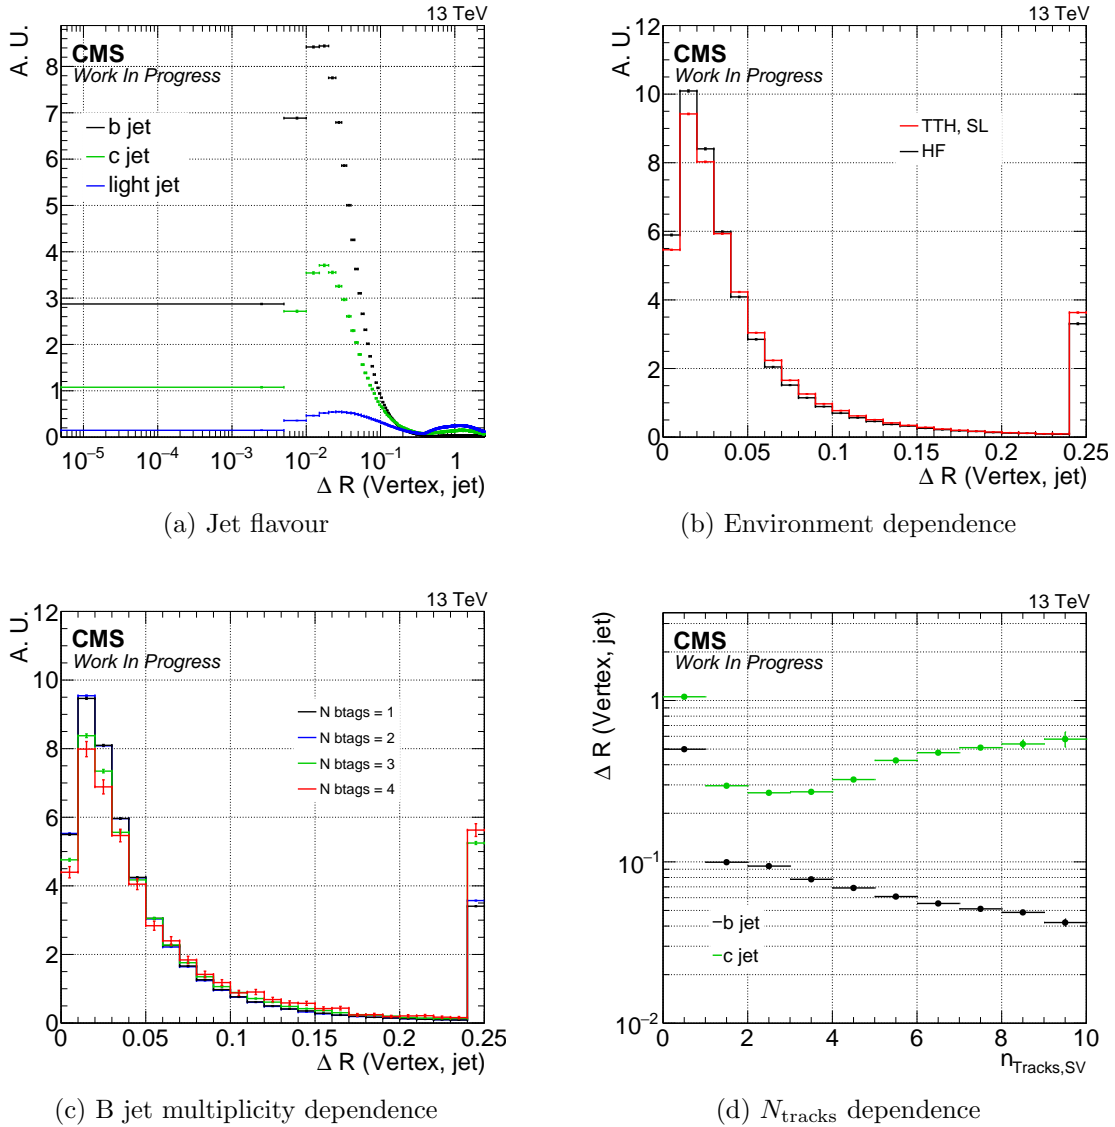 13 TeV
A. U.
CMS
Work In Progress
b jet
c jet
light jet
8
7
6
5
4
3
2
1
0
10⁻⁵ 10⁻⁴ 10⁻³ 10⁻² 10⁻¹ 1
Δ R (Vertex, jet)
(a) Jet flavour
13 TeV
A. U.
CMS
Work In Progress
TTH, SL
HF
12
10
8
6
4
2
0
0 0.05 0.1 0.15 0.2 0.25
Δ R (Vertex, jet)
(b) Environment dependence
13 TeV
A. U.
CMS
Work In Progress
N btags = 1
N btags = 2
N btags = 3
N btags = 4
12
10
8
6
4
2
0
0 0.05 0.1 0.15 0.2 0.25
Δ R (Vertex, jet)
(c) B jet multiplicity dependence
13 TeV
Δ R (Vertex, jet)
CMS
Work In Progress
1
10⁻¹
10⁻²
b jet
c jet
0 2 4 6 8 10
n_Tracks,SV
(d) N_tracks dependence